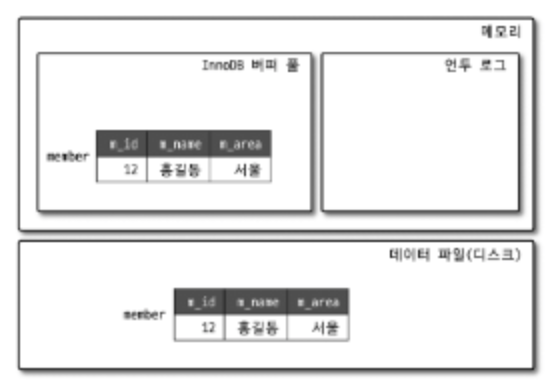 메모리
InnoDB 버퍼 풀
언두 로그
m_id m_name m_area
member
12 홍길동 서울
데이터 파일(디스크)
m_id m_name m_area
member
12 홍길동 서울